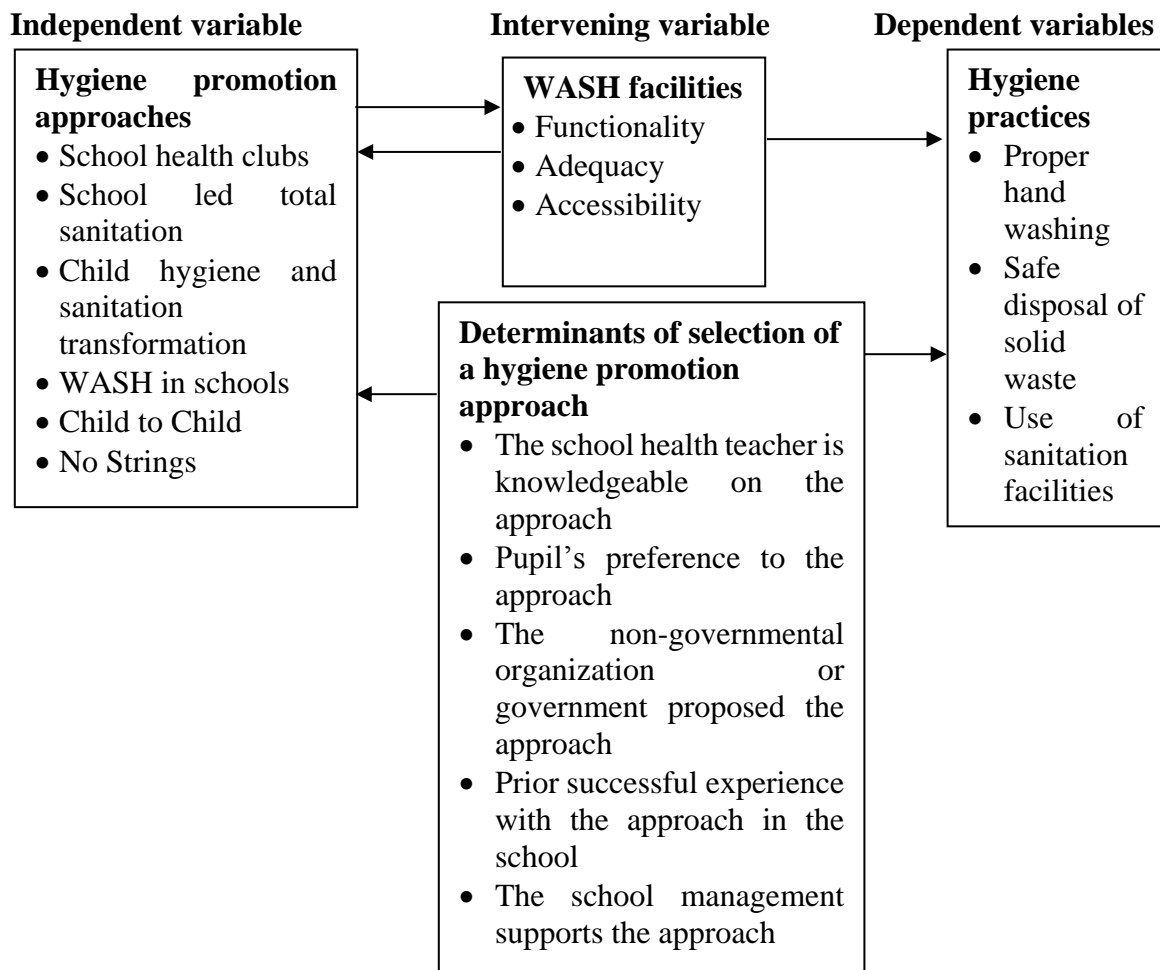 Independent variable
Intervening variable
Dependent variables
Hygiene promotion
approaches
• School health clubs
• School led total
sanitation
• Child hygiene and
sanitation
transformation
• WASH in schools
• Child to Child
• No Strings
WASH facilities
• Functionality
• Adequacy
• Accessibility
Determinants of selection of
a hygiene promotion
approach
• The school health teacher is
knowledgeable on the
approach
• Pupil’s preference to the
approach
• The non-governmental
organization or
government proposed the
approach
• Prior successful experience
with the approach in the
school
• The school management
supports the approach
Hygiene
practices
• Proper
hand
washing
• Safe
disposal of
solid
waste
• Use of
sanitation
facilities